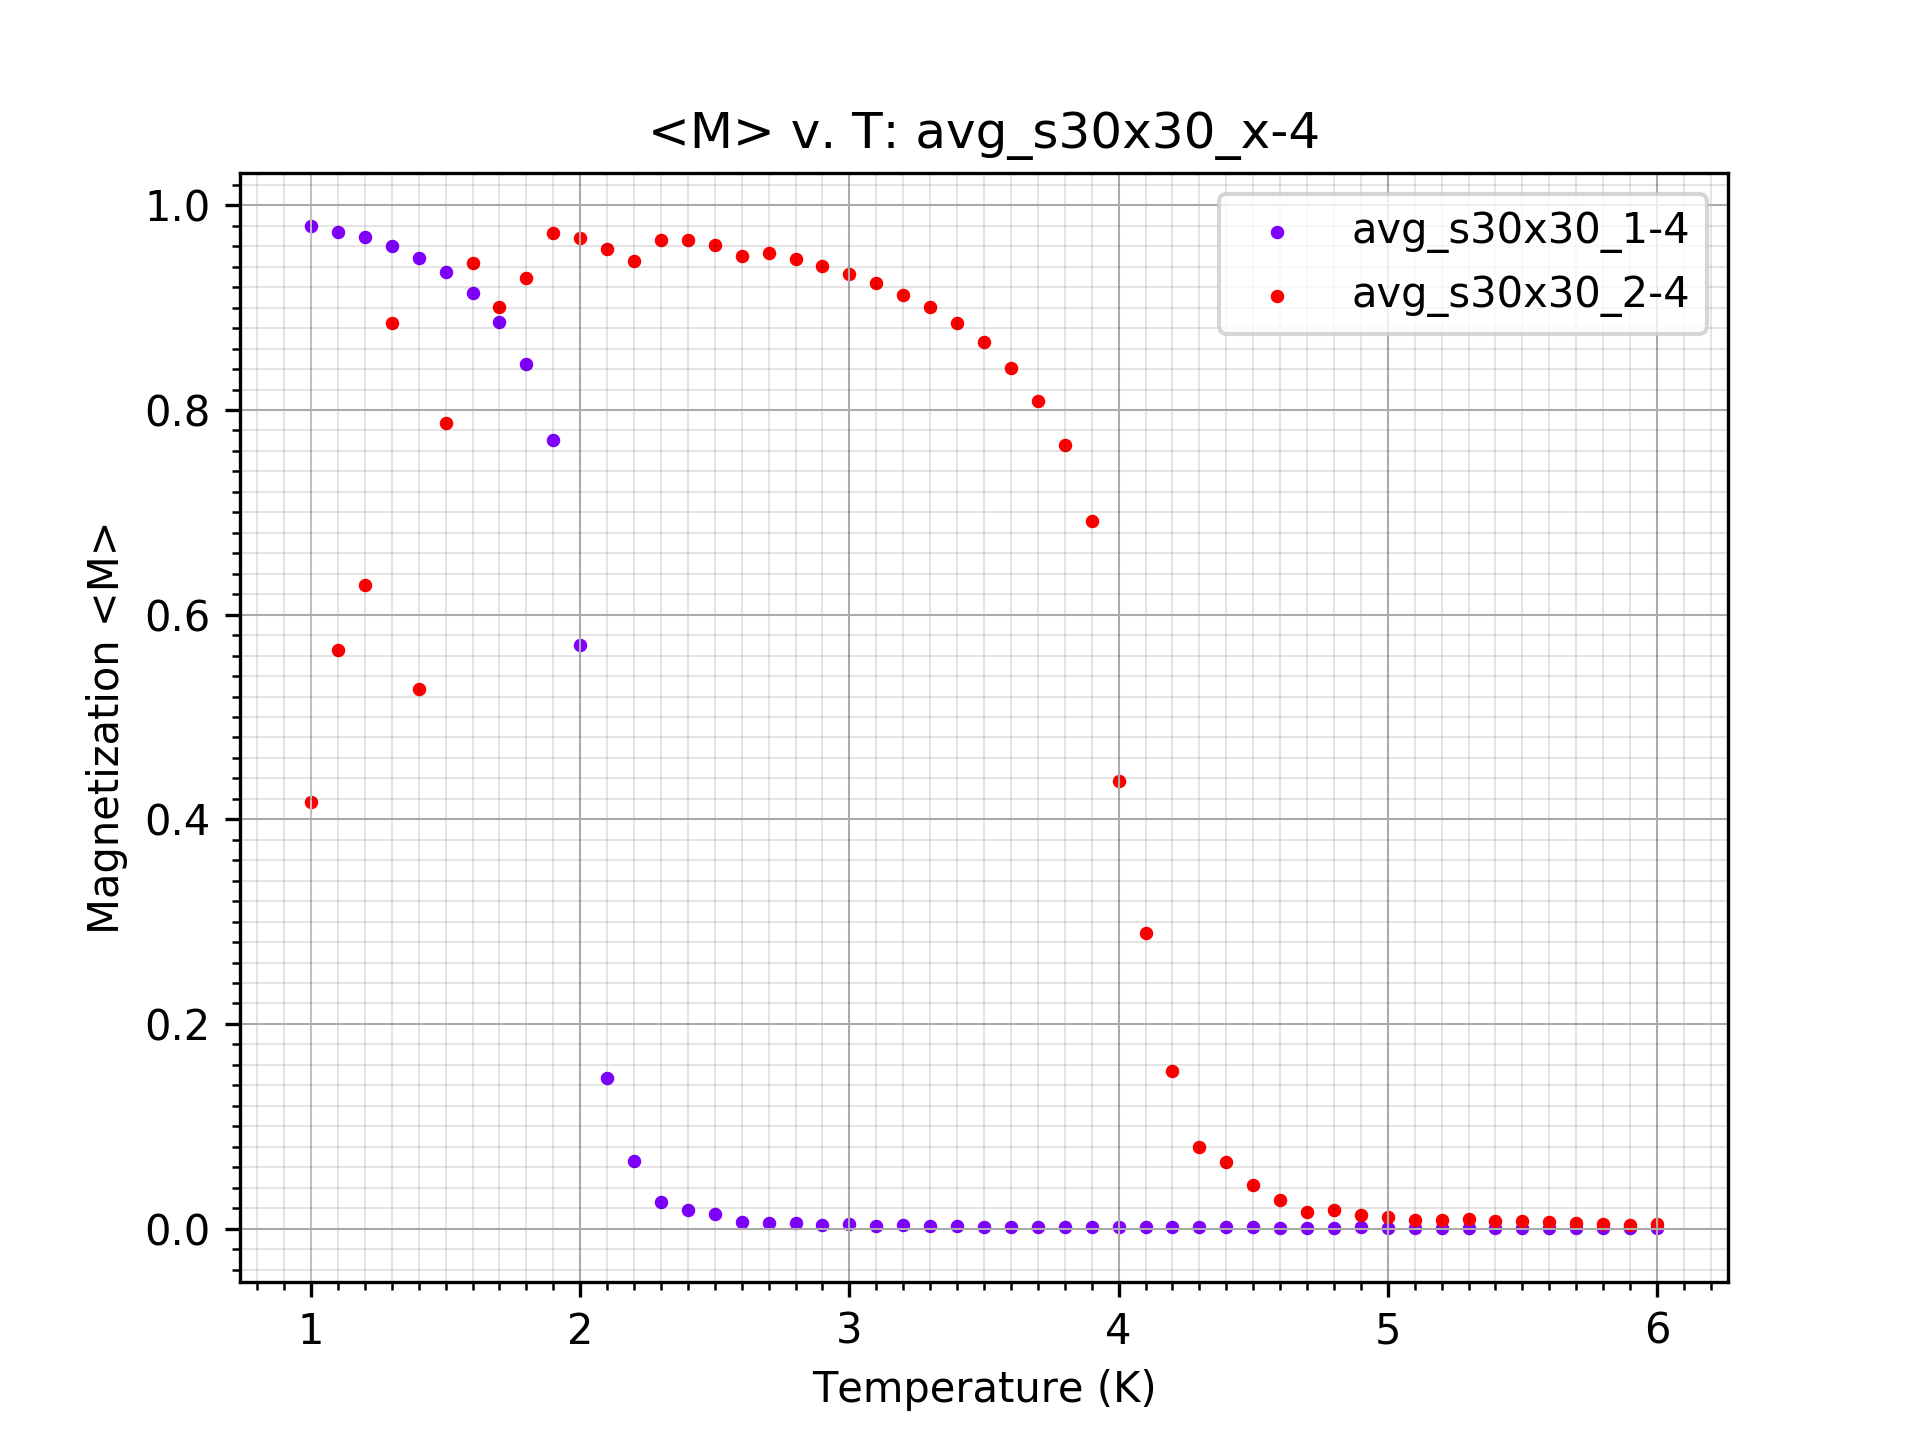 <M> v. T: avg_s30x30_x-4
avg_s30x30_1-4
avg_s30x30_2-4
Magnetization <M>
1.0
0.8
0.6
0.4
0.2
0.0
1 2 3 4 5 6
Temperature (K)